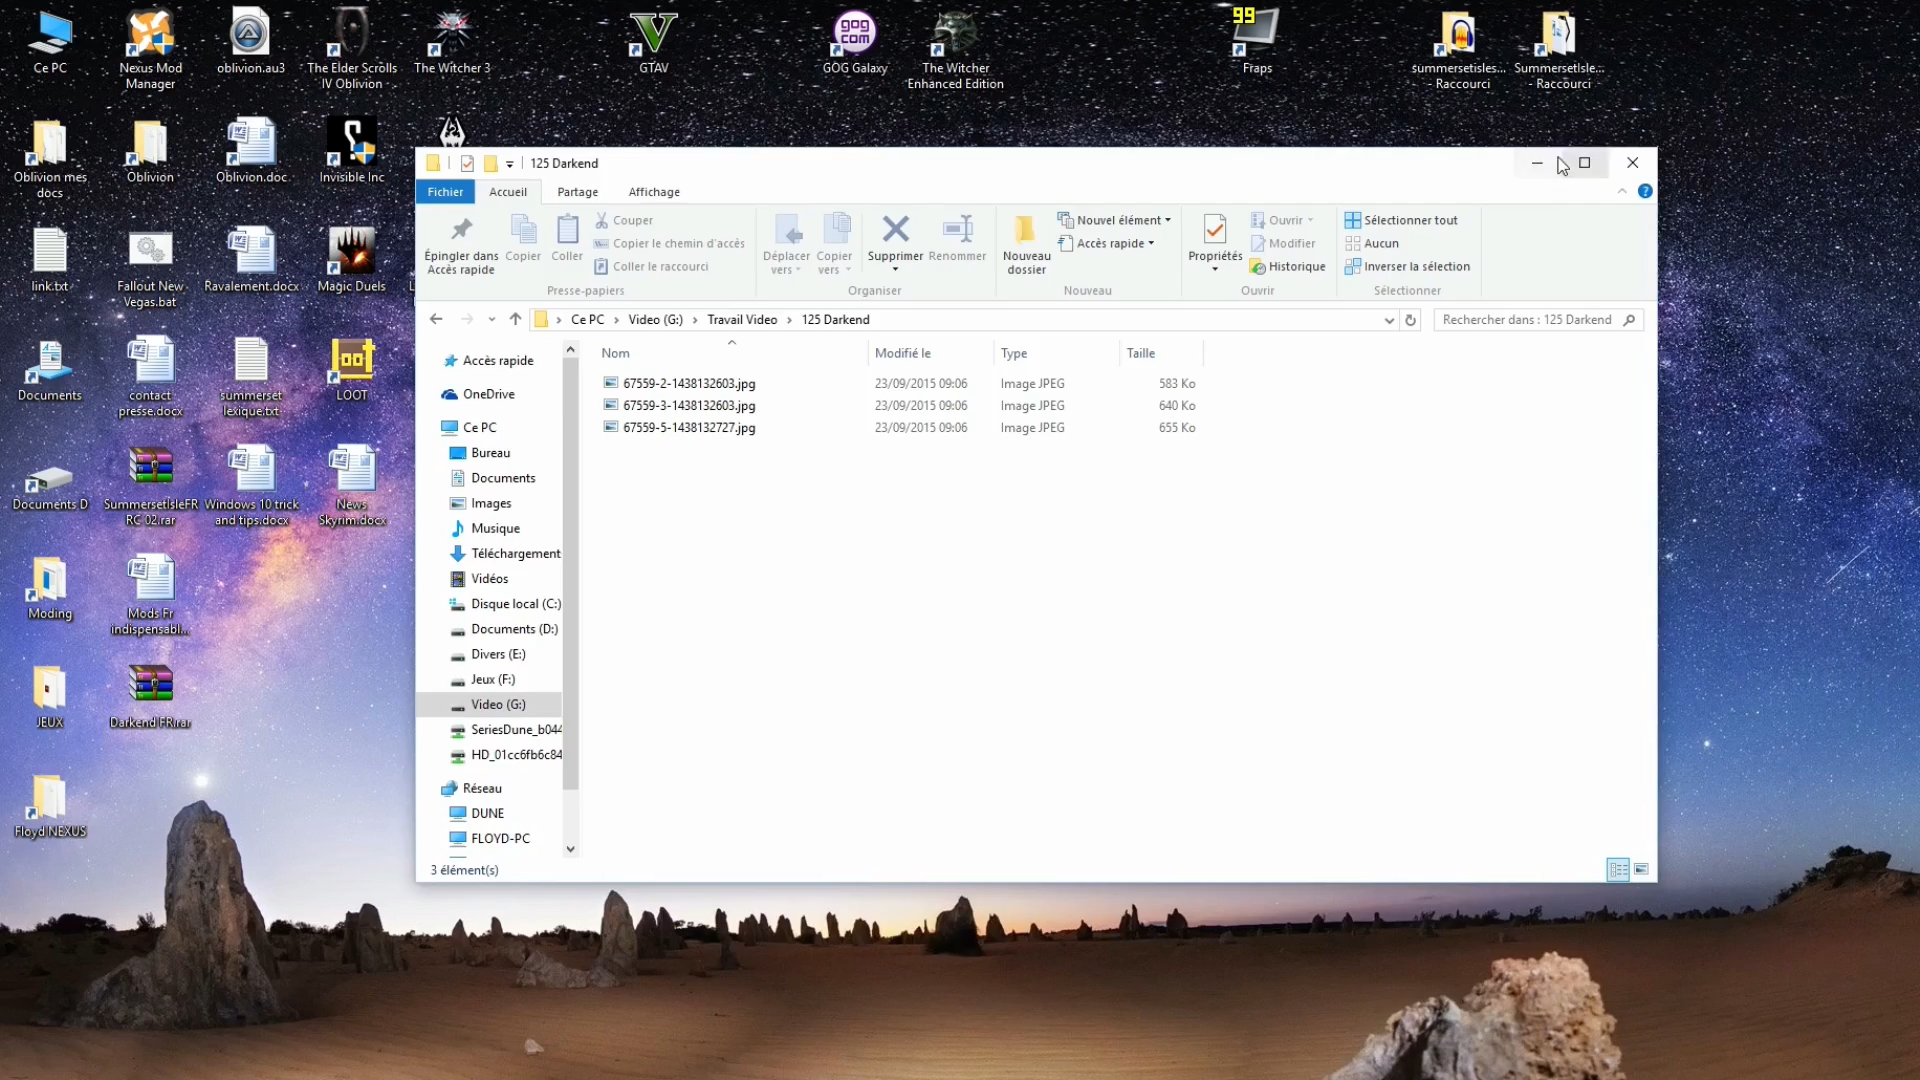 Ce PC
Nexus Mod
Manager
oblivion.au3
The Elder Scrolls
IV Oblivion
The Witcher 3
GTAV
gog
com
GOG Galaxy
The Witcher
Enhanced Edition
99
Fraps
summersetisles...
- Raccourci
SummersetIsle...
- Raccourci
Oblivion mes
docs
Oblivion
Oblivion.doc
Invisible Inc
link.txt
Fallout New
Vegas.bat
Ravalement.docx
Magic Duels
Documents
contact
presse.docx
summerset
lexique.txt
LOOT
Documents D
SummersetIsleFR
RC 02.rar
Windows 10 trick
and tips.docx
News
Skyrim.docx
Moding
Mods Fr
indispensabl...
JEUX
Darkend FR.rar
Floyd NEXUS
125 Darkend
Fichier
Accueil
Partage
Affichage
Épingler dans
Accès rapide
Copier
Coller
Couper
Copier le chemin d'accès
Coller le raccourci
Presse-papiers
Déplacer
vers
Copier
vers
Supprimer
Renommer
Organiser
Nouveau
dossier
Nouvel élément
Accès rapide
Nouveau
Propriétés
Ouvrir
Modifier
Historique
Ouvrir
Sélectionner tout
Aucun
Inverser la sélection
Sélectionner
Ce PC > Video (G:) > Travail Video > 125 Darkend
Rechercher dans : 125 Darkend
Accès rapide
OneDrive
Ce PC
Bureau
Documents
Images
Musique
Téléchargement
Vidéos
Disque local (C:)
Documents (D:)
Divers (E:)
Jeux (F:)
Video (G:)
SeriesDune_b044
HD_01cc6fb6c84
Réseau
DUNE
FLOYD-PC
Nom Modifié le Type Taille
67559-2-1438132603.jpg 23/09/2015 09:06 Image JPEG 583 Ko
67559-3-1438132603.jpg 23/09/2015 09:06 Image JPEG 640 Ko
67559-5-1438132727.jpg 23/09/2015 09:06 Image JPEG 655 Ko
3 élément(s)